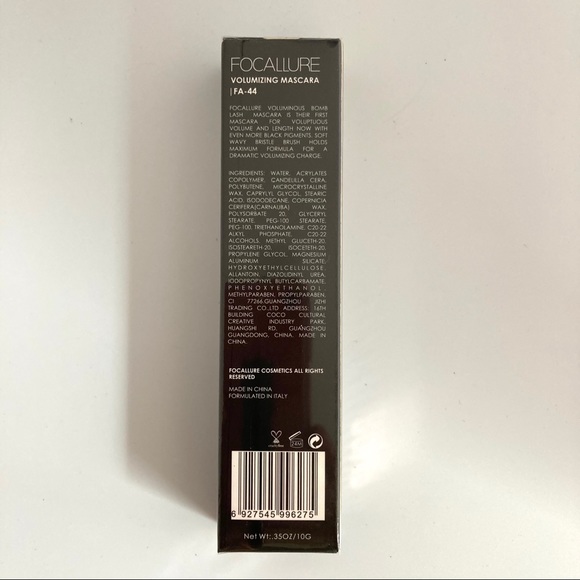 FOCALLURE
VOLUMIZING MASCARA
|FA-44
FOCALLURE VOLUMINOUS BOMB
LASH MASCARA IS THEIR FIRST
MASCARA FOR VOLUPTUOUS
VOLUME AND LENGTH NOW WITH
EVEN MORE BLACK PIGMENTS. SOFT
WAVY BRISTLE BRUSH HOLDS
MAXIMUM FORMULA FOR A
DRAMATIC VOLUMIZING CHARGE.
INGREDIENTS: WATER, ACRYLATES
COPOLYMER, CANDELILLA CERA,
POLYBUTENE, MICROCRYSTALLINE
WAX, CAPRYLYL GLYCOL, STEARIC
ACID, ISODODECANE, COPERNICIA
CERIFERA(CARNAUBA) WAX,
POLYSORBATE 20, GLYCERYL
STEARATE, PEG-100 STEARATE,
PEG-100, TRIETHANOLAMINE, C20-22
ALKYL PHOSPHATE, C20-22
ALCOHOLS, METHYL GLUCETH-20,
ISOSTEARETH-20, ISOCETETH-20,
PROPYLENE GLYCOL, MAGNESIUM
ALUMINUM SILICATE;
HYDROXYETHYLCELLULOSE,
ALLANTOIN, DIAZOLIDINYL UREA,
IODOPROPYNYL BUTYLCARBAMATE,
PHENOXYETHANOL,
METHYLPARABEN, PROPYLPARABEN,
CI 77266.GUANGZHOU JIZHI
TRADING CO.,LTD ADDRESS: 16TH
BUILDING COCO CULTURAL
CREATIVE INDUSTRY PARK,
HUANGSHI RD, GUANGZHOU
GUANGDONG, CHINA. MADE IN
CHINA.
FOCALLURE COSMETICS ALL RIGHTS
RESERVED
MADE IN CHINA
FORMULATED IN ITALY
24M
6 927545 996275
Net Wt:.35OZ/10G